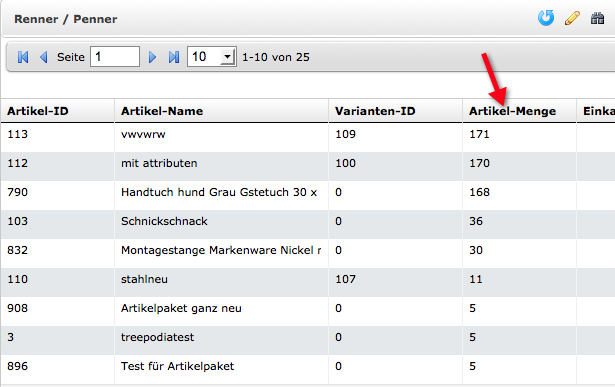 Renner / Penner
Seite 1 10 1-10 von 25
Artikel-ID Artikel-Name Varianten-ID Artikel-Menge Einka
113 vwvwrw 109 171
112 mit attributen 100 170
790 Handtuch hund Grau Gstetuch 30 x 0 168
103 Schnickschnack 0 36
832 Montagestange Markenware Nickel r 0 30
110 stahlneu 107 11
908 Artikelpaket ganz neu 0 5
3 treepodiatest 0 5
896 Test für Artikelpaket 0 5